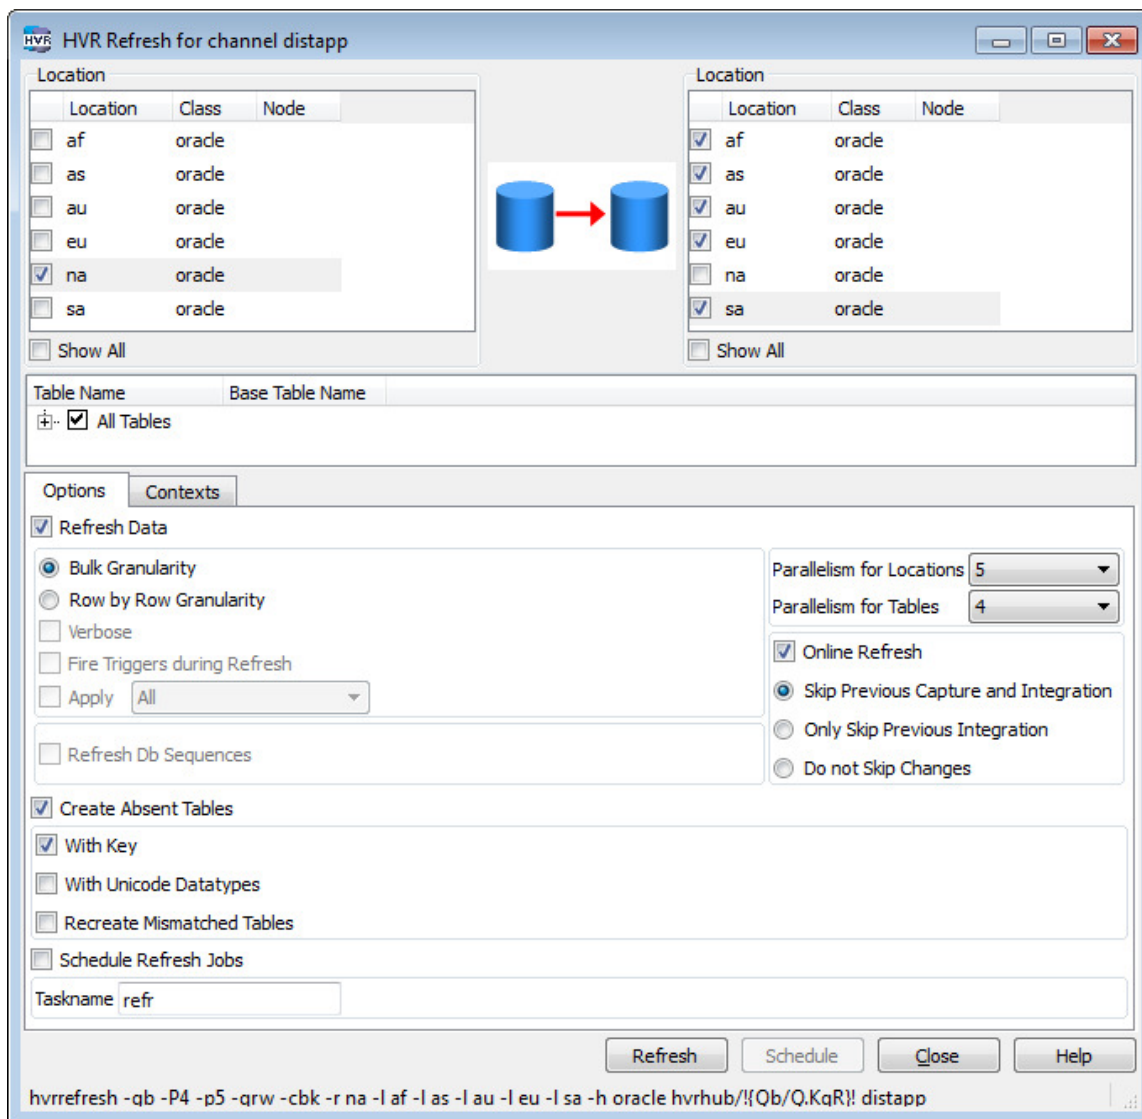 HVR Refresh for channel distapp
Location
Location Class Node
af oracle
as oracle
au oracle
eu oracle
na oracle
sa oracle
Show All
Location
Location Class Node
af oracle
as oracle
au oracle
eu oracle
na oracle
sa oracle
Show All
Table Name Base Table Name
All Tables
Options Contexts
Refresh Data
Bulk Granularity
Row by Row Granularity
Verbose
Fire Triggers during Refresh
Apply All
Refresh Db Sequences
Parallelism for Locations 5
Parallelism for Tables 4
Online Refresh
Skip Previous Capture and Integration
Only Skip Previous Integration
Do not Skip Changes
Create Absent Tables
With Key
With Unicode Datatypes
Recreate Mismatched Tables
Schedule Refresh Jobs
Taskname refr
Refresh Schedule Close Help
hvrrefresh -gb -P4 -p5 -qrw -cbk -r na -l af -l as -l au -l eu -l sa -h oracle hvrhub/!{Qb/Q.KgR}! distapp